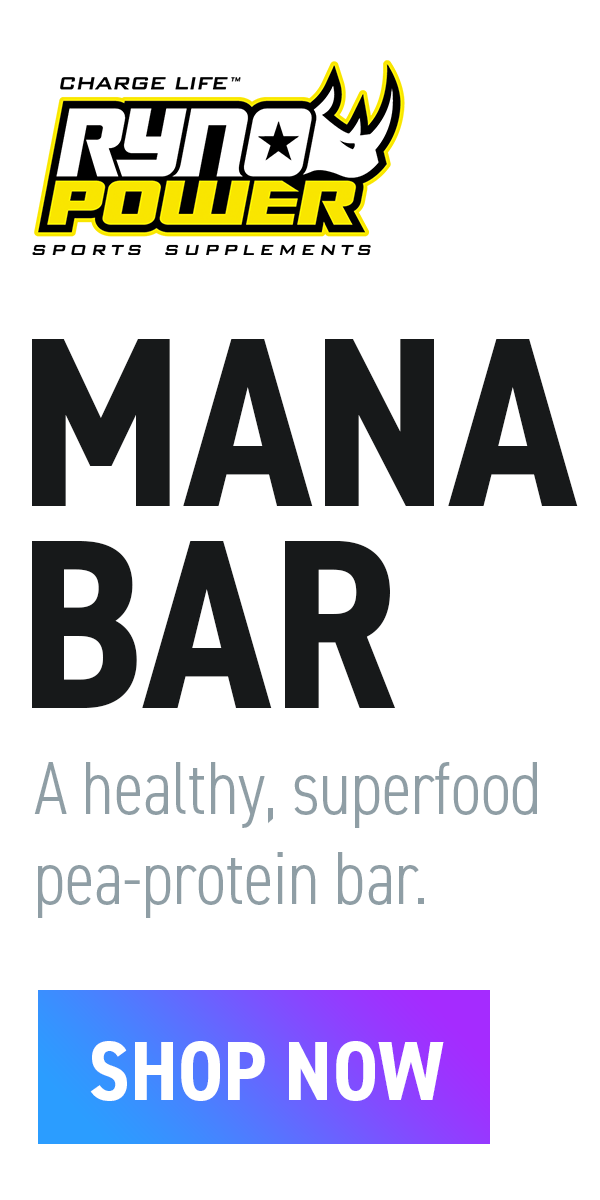 CHARGE LIFE™
RYNO
POWER
SPORTS SUPPLEMENTS
MANA
BAR
A healthy, superfood
pea-protein bar.
SHOP NOW